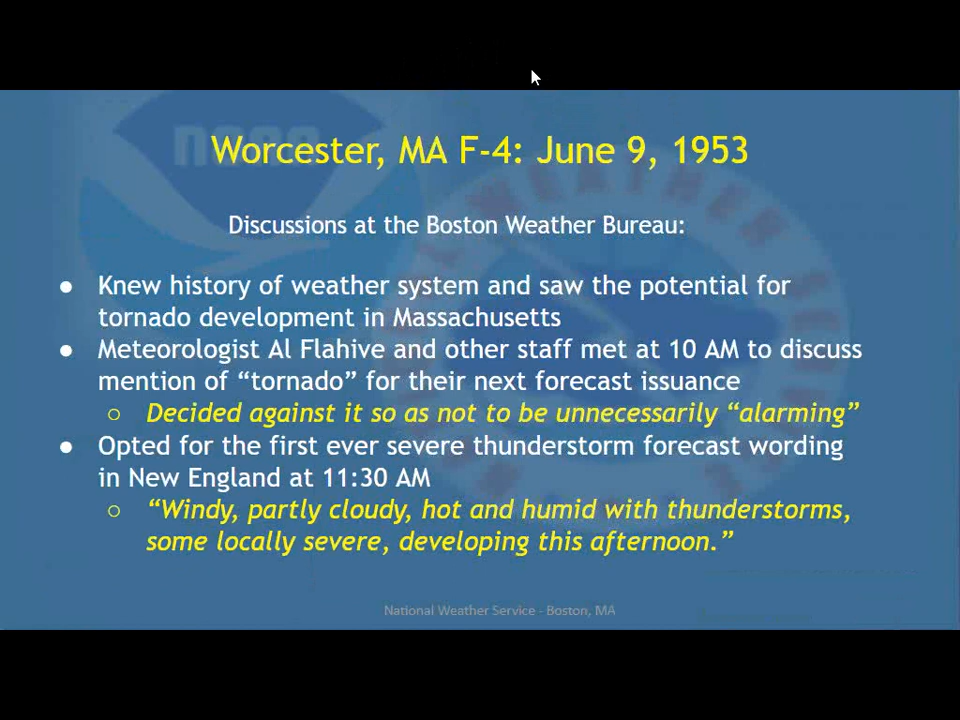 Worcester, MA F-4: June 9, 1953
Discussions at the Boston Weather Bureau:
● Knew history of weather system and saw the potential for
tornado development in Massachusetts
● Meteorologist Al Flahive and other staff met at 10 AM to discuss
mention of “tornado” for their next forecast issuance
○ Decided against it so as not to be unnecessarily “alarming”
● Opted for the first ever severe thunderstorm forecast wording
in New England at 11:30 AM
○ “Windy, partly cloudy, hot and humid with thunderstorms,
some locally severe, developing this afternoon.”
National Weather Service - Boston, MA